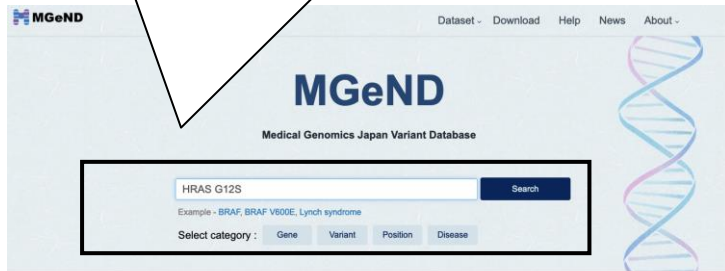 MGeND Dataset Download Help News About
MGeND
Medical Genomics Japan Variant Database
HRAS G12S Search
Example - BRAF, BRAF V600E, Lynch syndrome
Select category : Gene Variant Position Disease